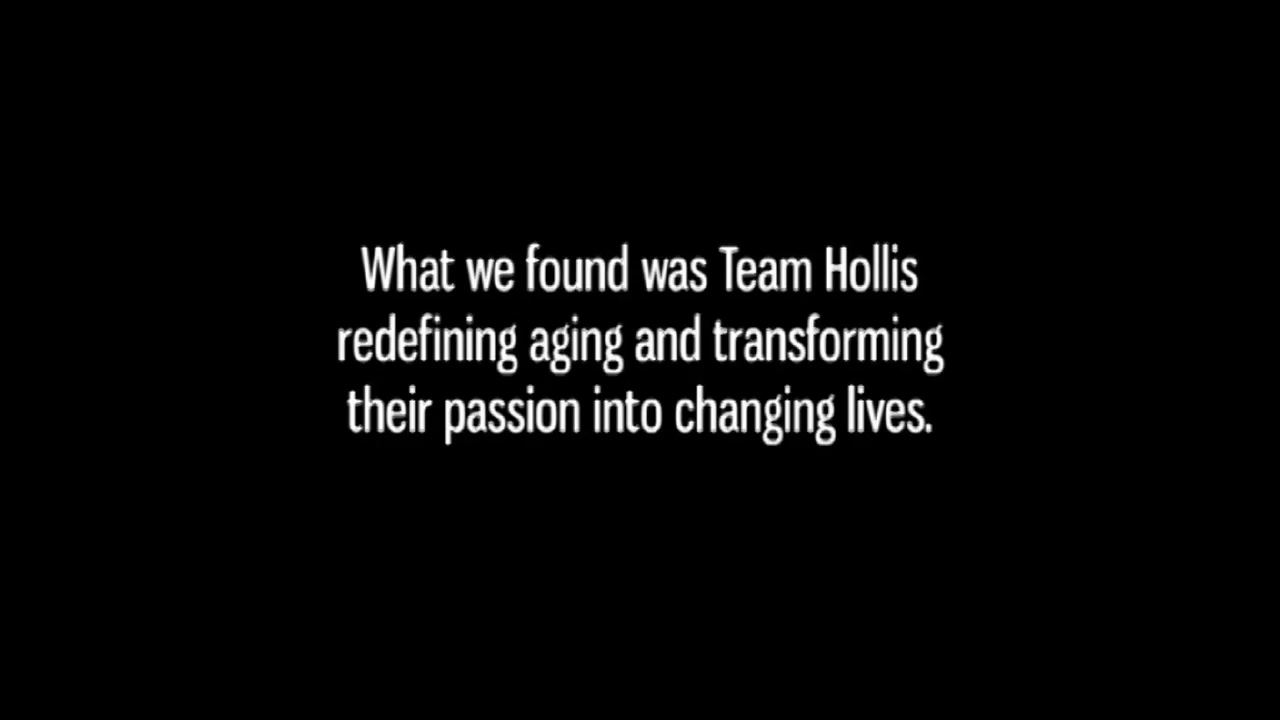 What we found was Team Hollis
redefining aging and transforming
their passion into changing lives.